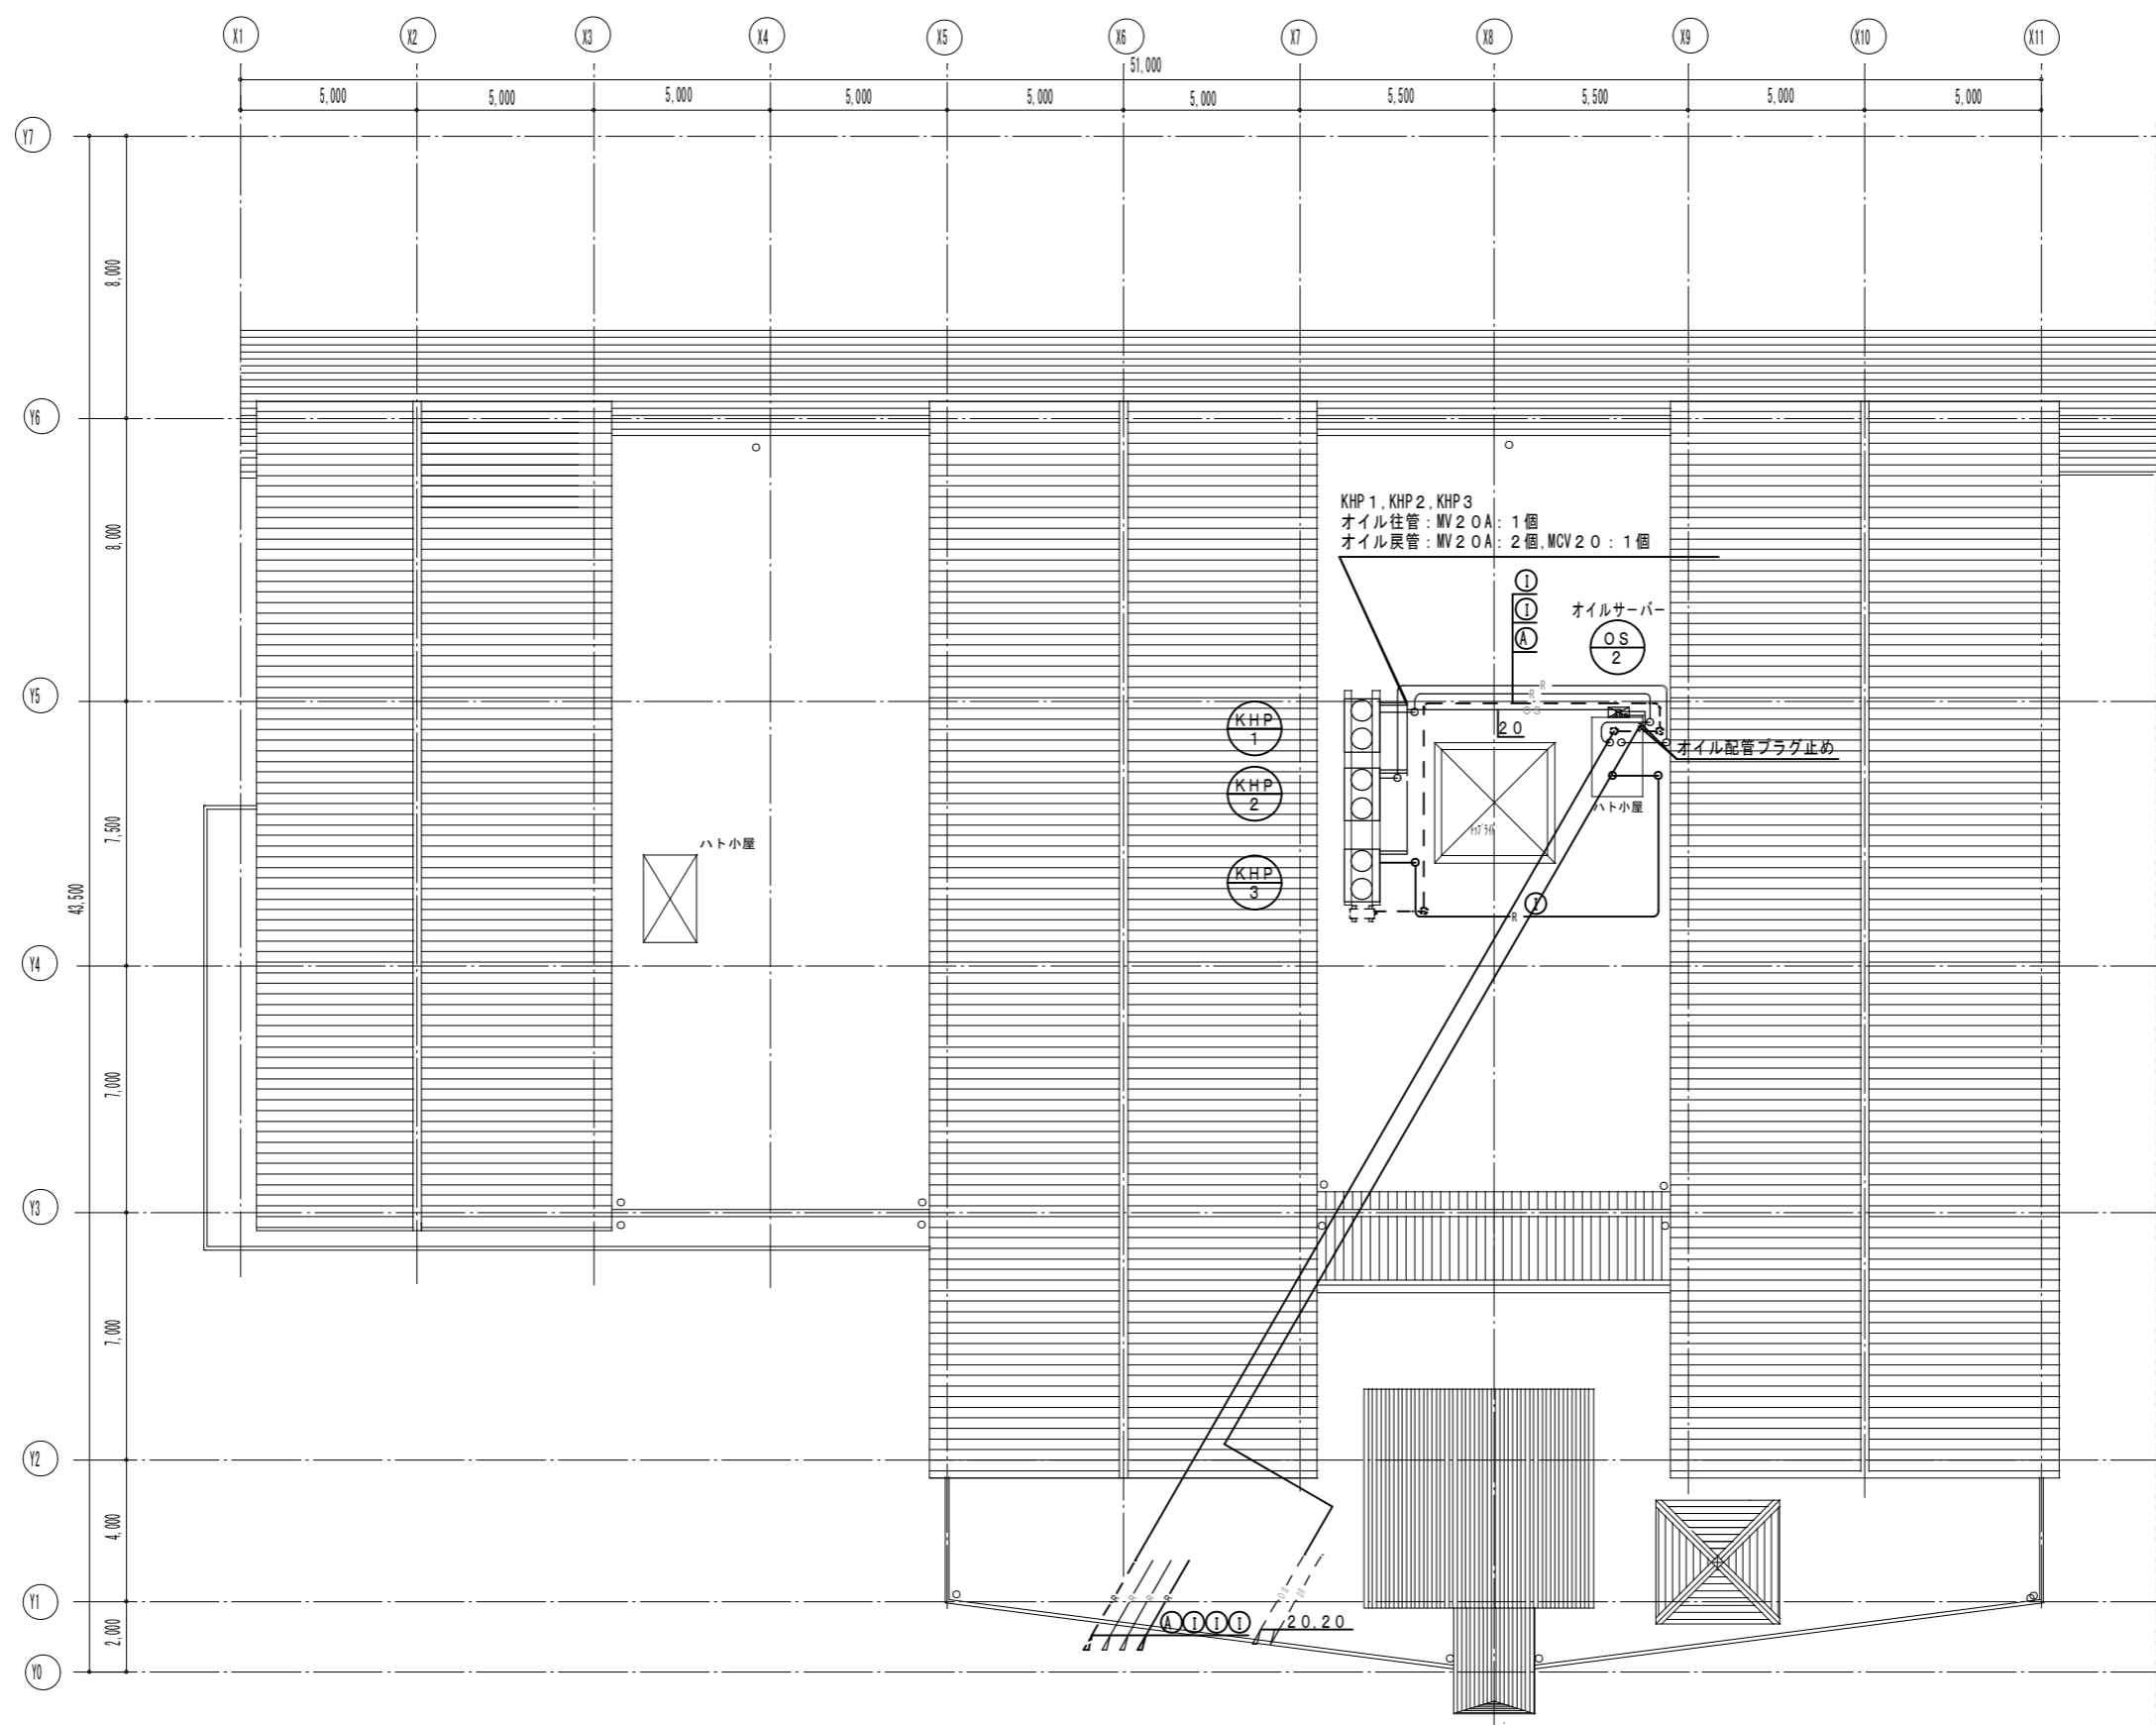 X1 X2 X3 X4 X5 X6 X7 X8 X9 X10 X11
51,000
5,000 5,000 5,000 5,000 5,000 5,000 5,500 5,500 5,000 5,000
Y7
8,000
Y6
KHP1,KHP2,KHP3
オイル往管:MV20A:1個
オイル戻管:MV20A:2個,MCV20:1個
8,000
I
I
オイルサーバー
A
OS
2
R
R
Y5
KHP
1
20
オイル配管プラグ止め
KHP
2
ハト小屋
7,500
ハト小屋
KHP
3
43,500
I
R
Y4
7,000
Y3
7,000
Y2
4,000
OS
R R R R
Y1
A I I I
20.20
2,000
Y0